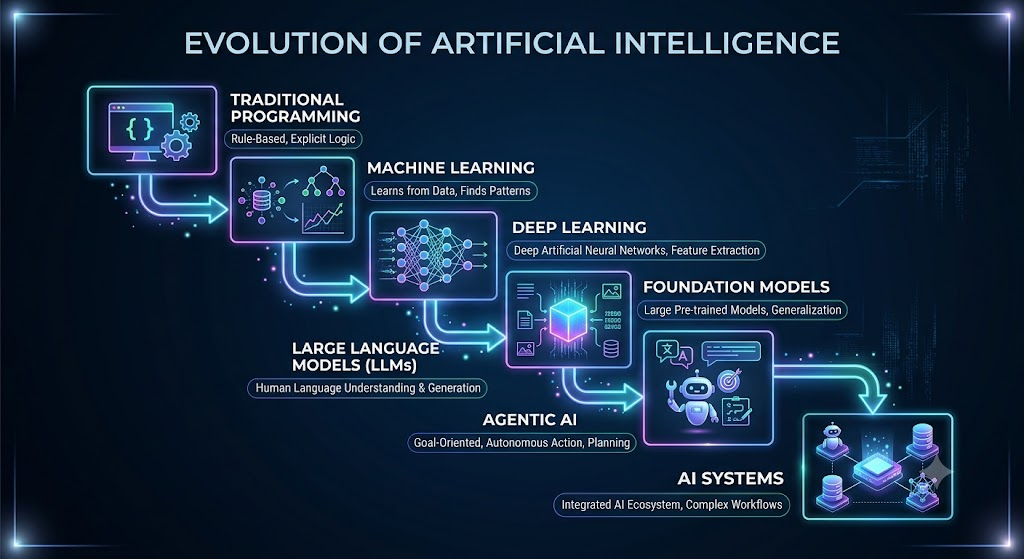 EVOLUTION OF ARTIFICIAL INTELLIGENCE
TRADITIONAL
PROGRAMMING
Rule-Based, Explicit Logic
MACHINE LEARNING
Learns from Data, Finds Patterns
DEEP LEARNING
Deep Artificial Neural Networks, Feature Extraction
FOUNDATION MODELS
Large Pre-trained Models, Generalization
LARGE LANGUAGE
MODELS (LLMs)
Human Language Understanding & Generation
AGENTIC AI
Goal-Oriented, Autonomous Action, Planning
AI SYSTEMS
Integrated AI Ecosystem, Complex Workflows